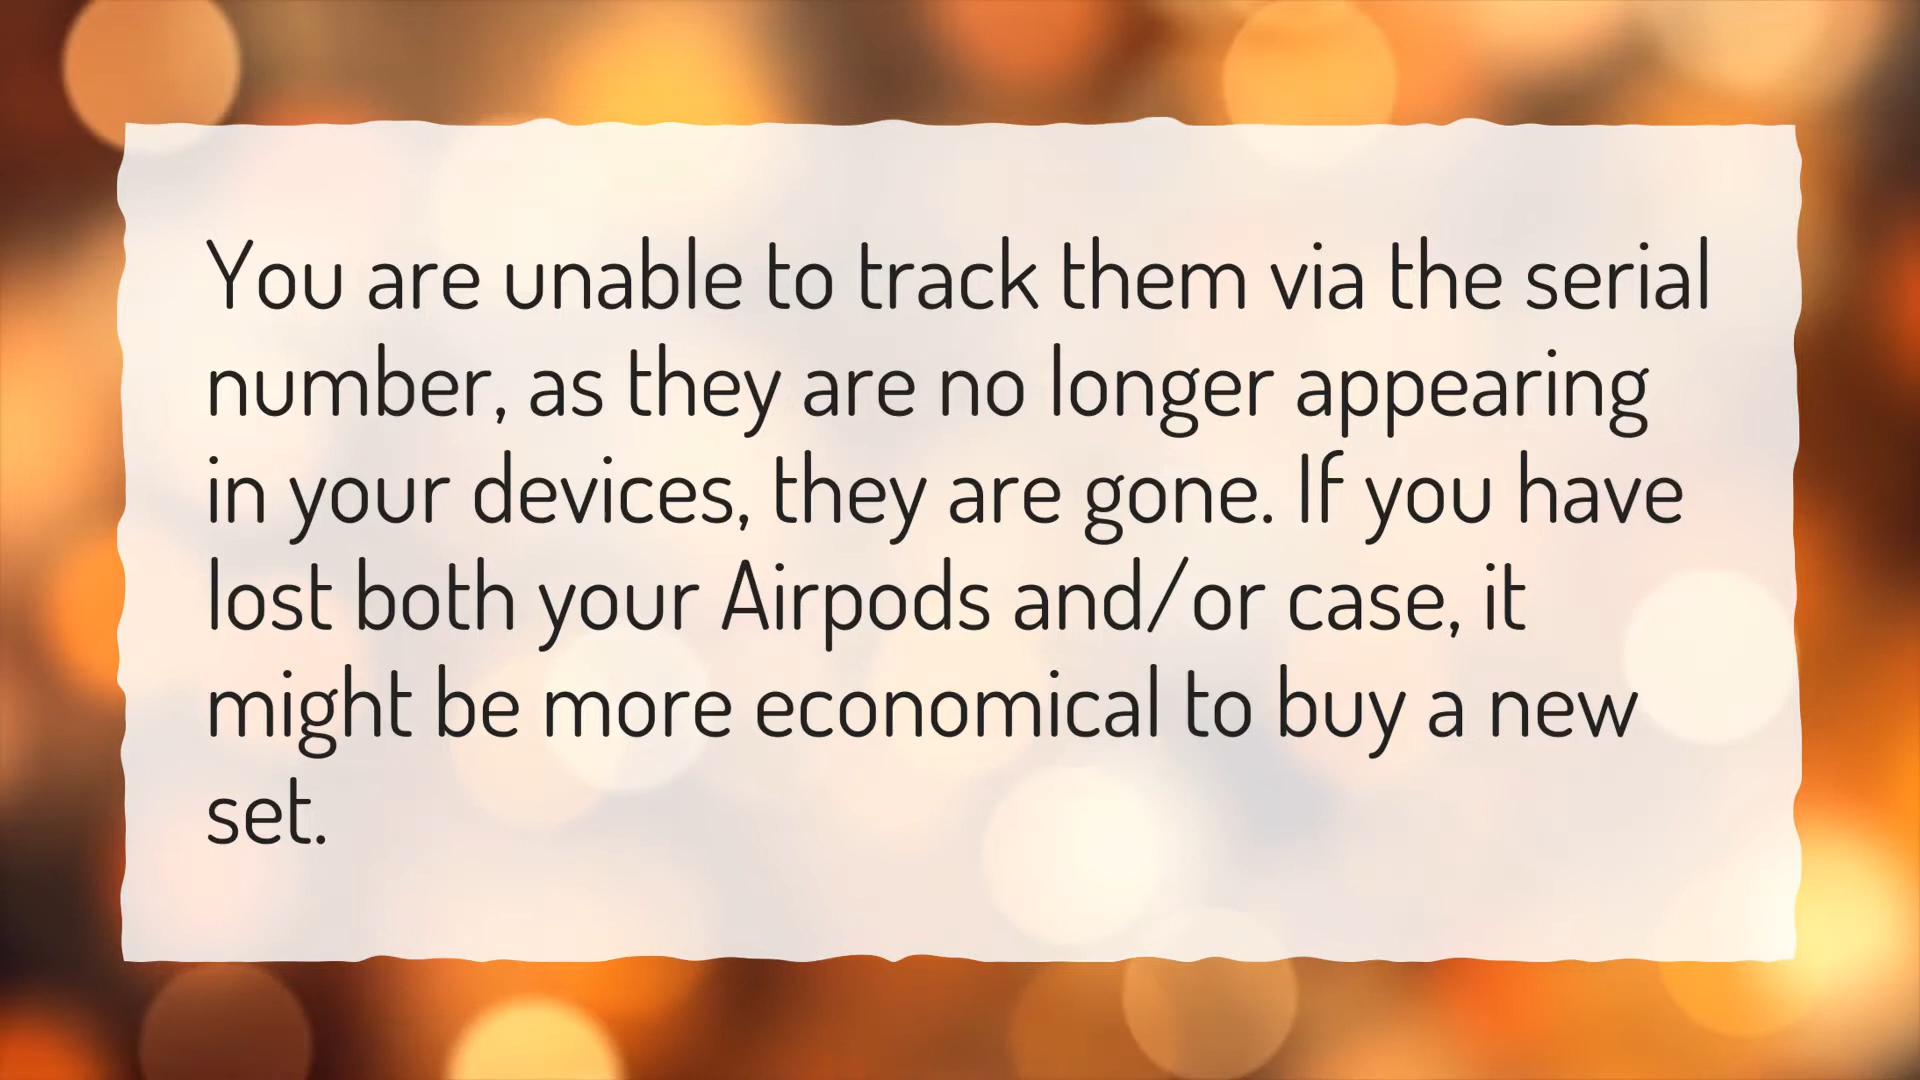 You are unable to track them via the serial
number, as they are no longer appearing
in your devices, they are gone. If you have
lost both your Airpods and/or case, it
might be more economical to buy a new
set.